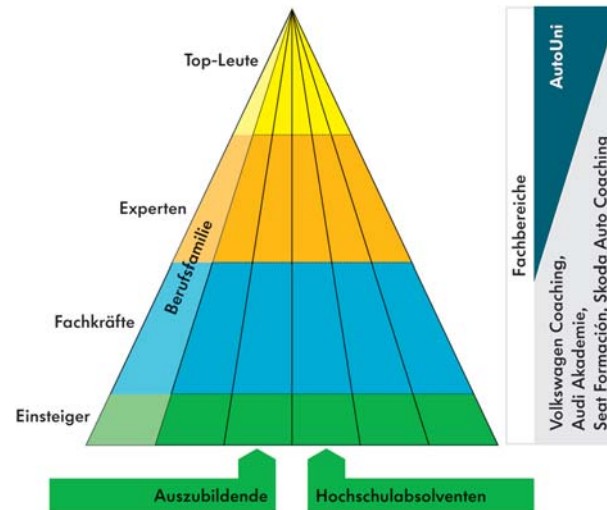 Top-Leute
Experten
Berufsfamilie
Fachkräfte
Einsteiger
Auszubildende
Hochschulabsolventen
Fachbereiche
AutoUni
Volkswagen Coaching,
Audi Akademie,
Seat Formación, Skoda Auto Coaching